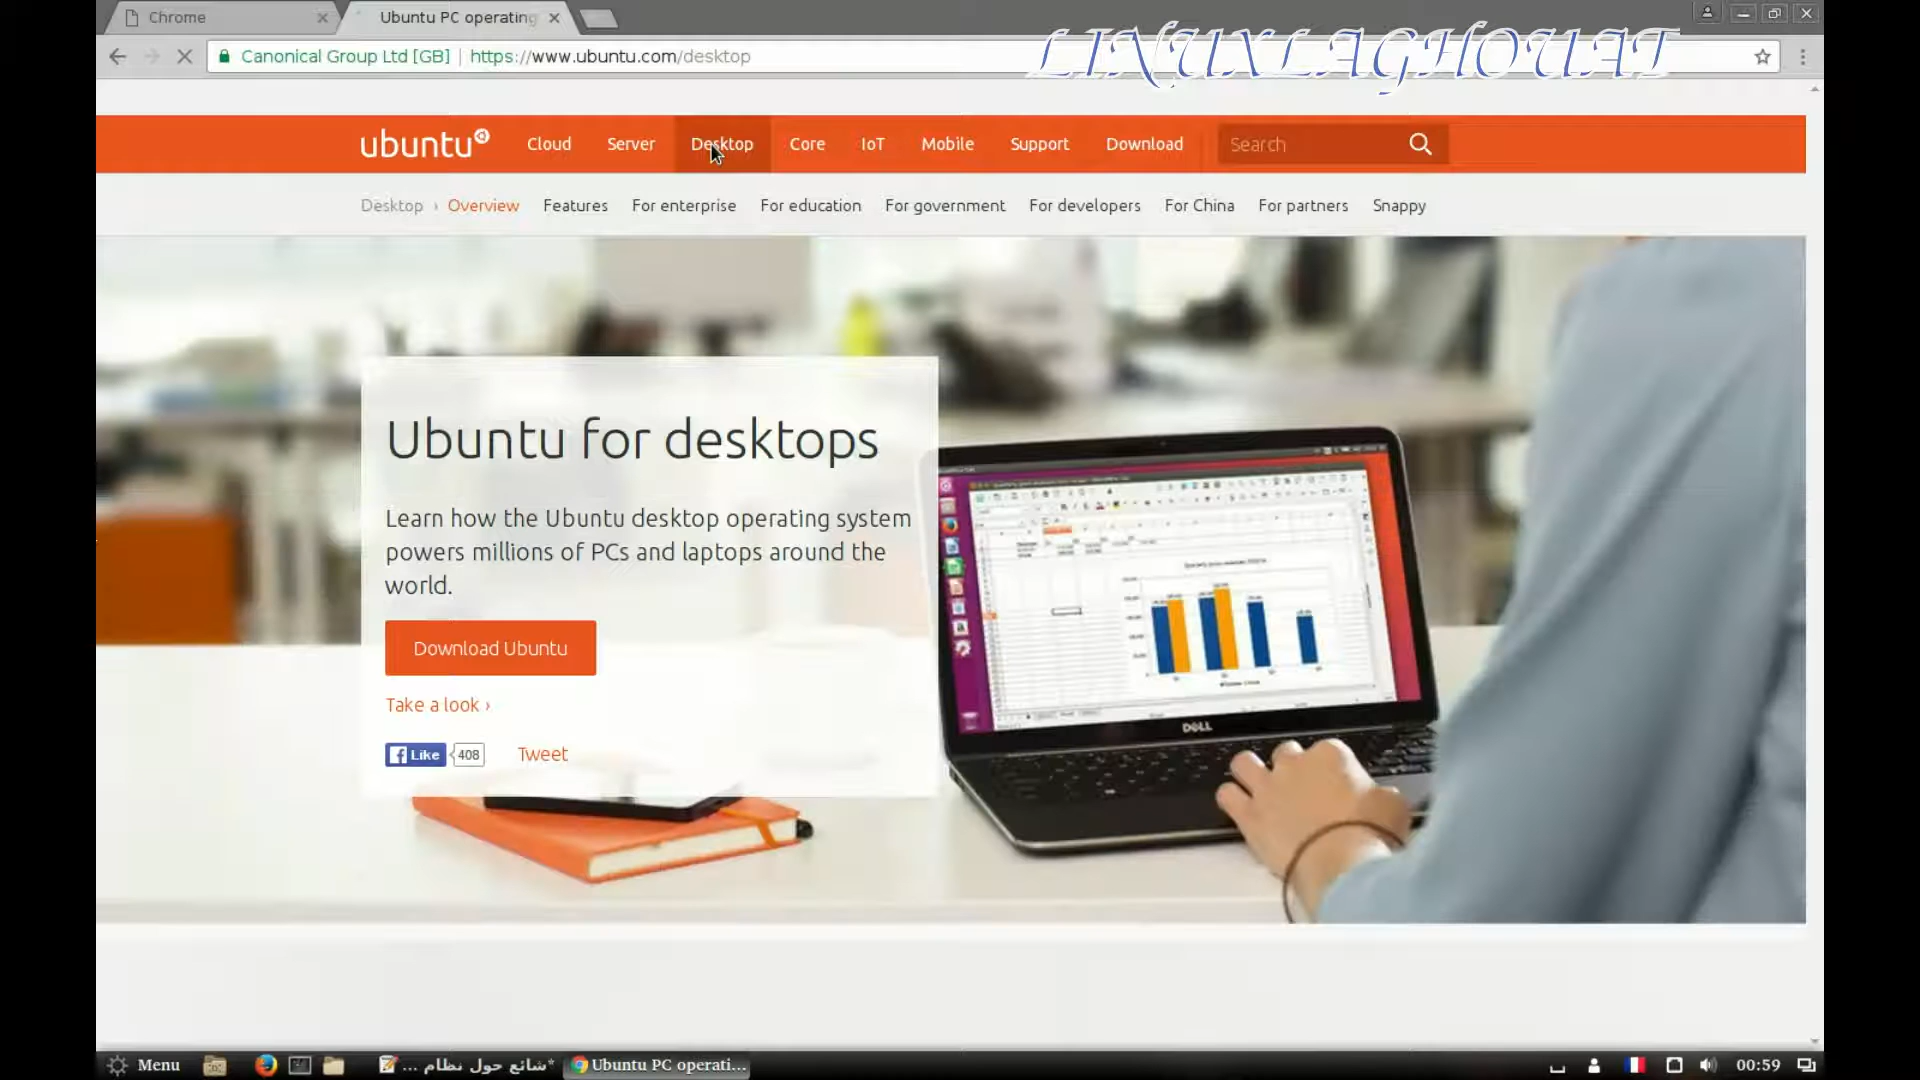 Chrome
Ubuntu PC operating
Canonical Group Ltd [GB] https://www.ubuntu.com/desktop
LINUXLAGHOUAT
ubuntu Cloud Server Desktop Core IoT Mobile Support Download Search
Desktop › Overview Features For enterprise For education For government For developers For China For partners Snappy
Ubuntu for desktops
Learn how the Ubuntu desktop operating system
powers millions of PCs and laptops around the
world.
Download Ubuntu
Take a look ›
Like 408 Tweet
DELL
Menu *شائع حول نظام ... Ubuntu PC operati... 00:59